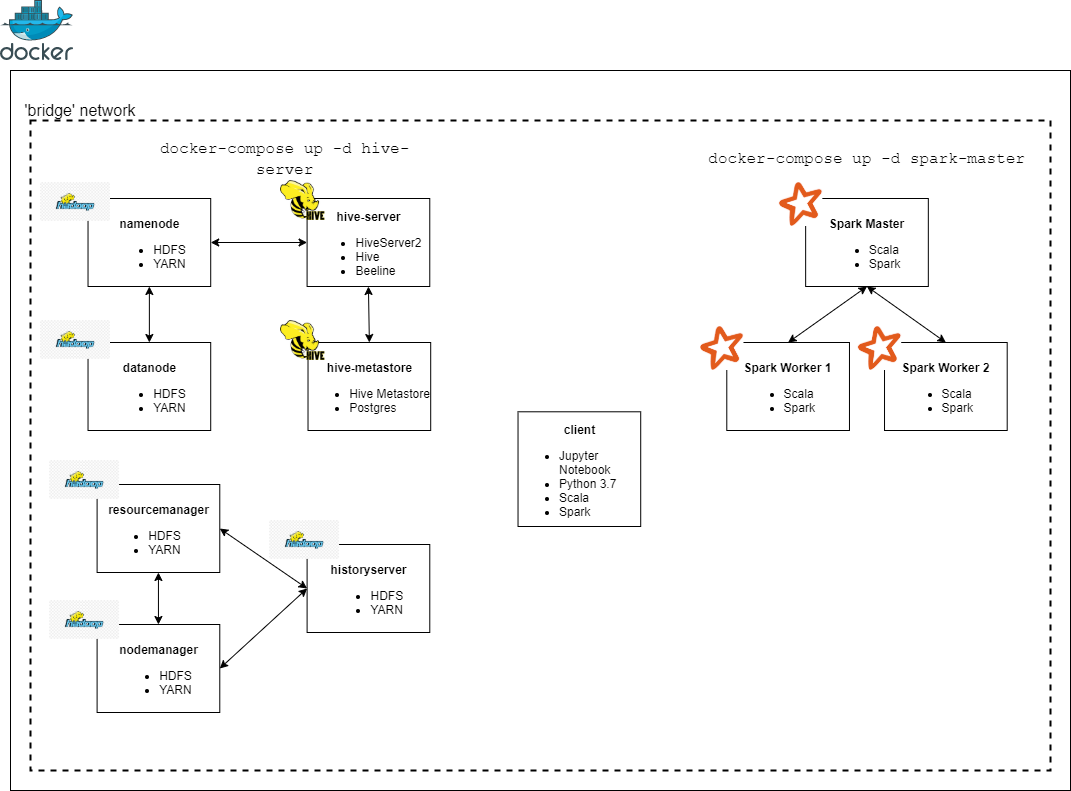 docker
'bridge' network
docker-compose up -d hive-
server
docker-compose up -d spark-master
namenode
HDFS
YARN
HIVE
hive-server
HiveServer2
Hive
Beeline
Spark Master
Scala
Spark
datanode
HDFS
YARN
HIVE
hive-metastore
Hive Metastore
Postgres
Spark Worker 1
Scala
Spark
Spark Worker 2
Scala
Spark
client
Jupyter
Notebook
Python 3.7
Scala
Spark
resourcemanager
HDFS
YARN
historyserver
HDFS
YARN
nodemanager
HDFS
YARN